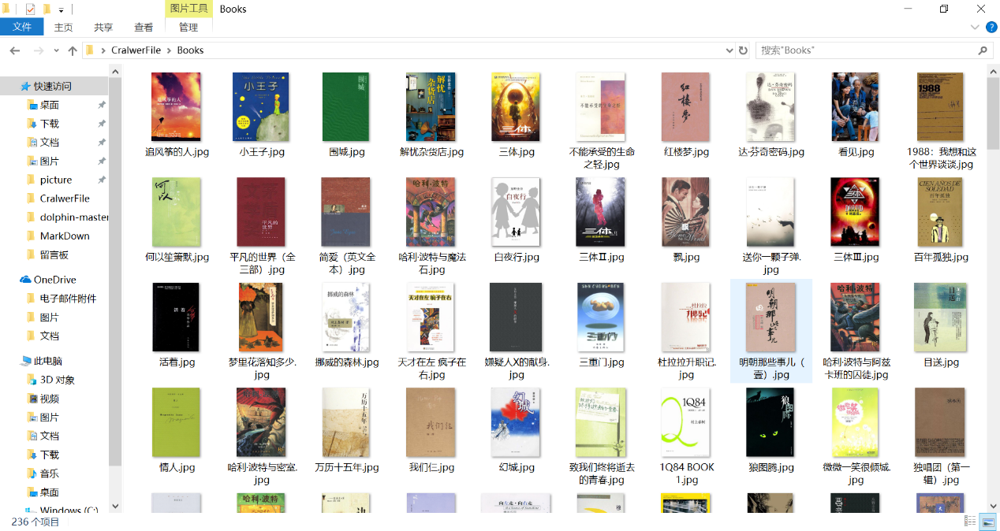 图片工具
Books
文件
主页
共享
查看
管理
CralwerFile
Books
搜索"Books"
快速访问
桌面
下载
文档
图片
picture
CralwerFile
dolphin-master
MarkDown
留言板
OneDrive
电子邮件附件
图片
文档
此电脑
3D 对象
视频
图片
文档
下载
音乐
桌面
Windows (C:)
236 个项目
追风筝的人.jpg
小王子.jpg
围城.jpg
解忧杂货店.jpg
三体.jpg
不能承受的生命
之轻.jpg
红楼梦.jpg
达·芬奇密码.jpg
看见.jpg
1988：我想和这
个世界谈谈.jpg
何以笙箫默.jpg
平凡的世界（全
三部）.jpg
简爱（英文全
本）.jpg
哈利·波特与魔法
石.jpg
白夜行.jpg
三体Ⅱ.jpg
飘.jpg
送你一颗子弹.
jpg
三体Ⅲ.jpg
百年孤独.jpg
活着.jpg
梦里花落知多少.
jpg
挪威的森林.jpg
天才在左 疯子在
右.jpg
嫌疑人X的献身.
jpg
三重门.jpg
杜拉拉升职记.
jpg
明朝那些事儿（
壹）.jpg
哈利·波特与阿兹
卡班的囚徒.jpg
目送.jpg
情人.jpg
哈利·波特与密室.
jpg
万历十五年.jpg
我们仨.jpg
幻城.jpg
致我们终将逝去
的青春.jpg
1Q84 BOOK
1.jpg
狼图腾.jpg
微微一笑很倾城.
jpg
独唱团（第一
辑）.jpg